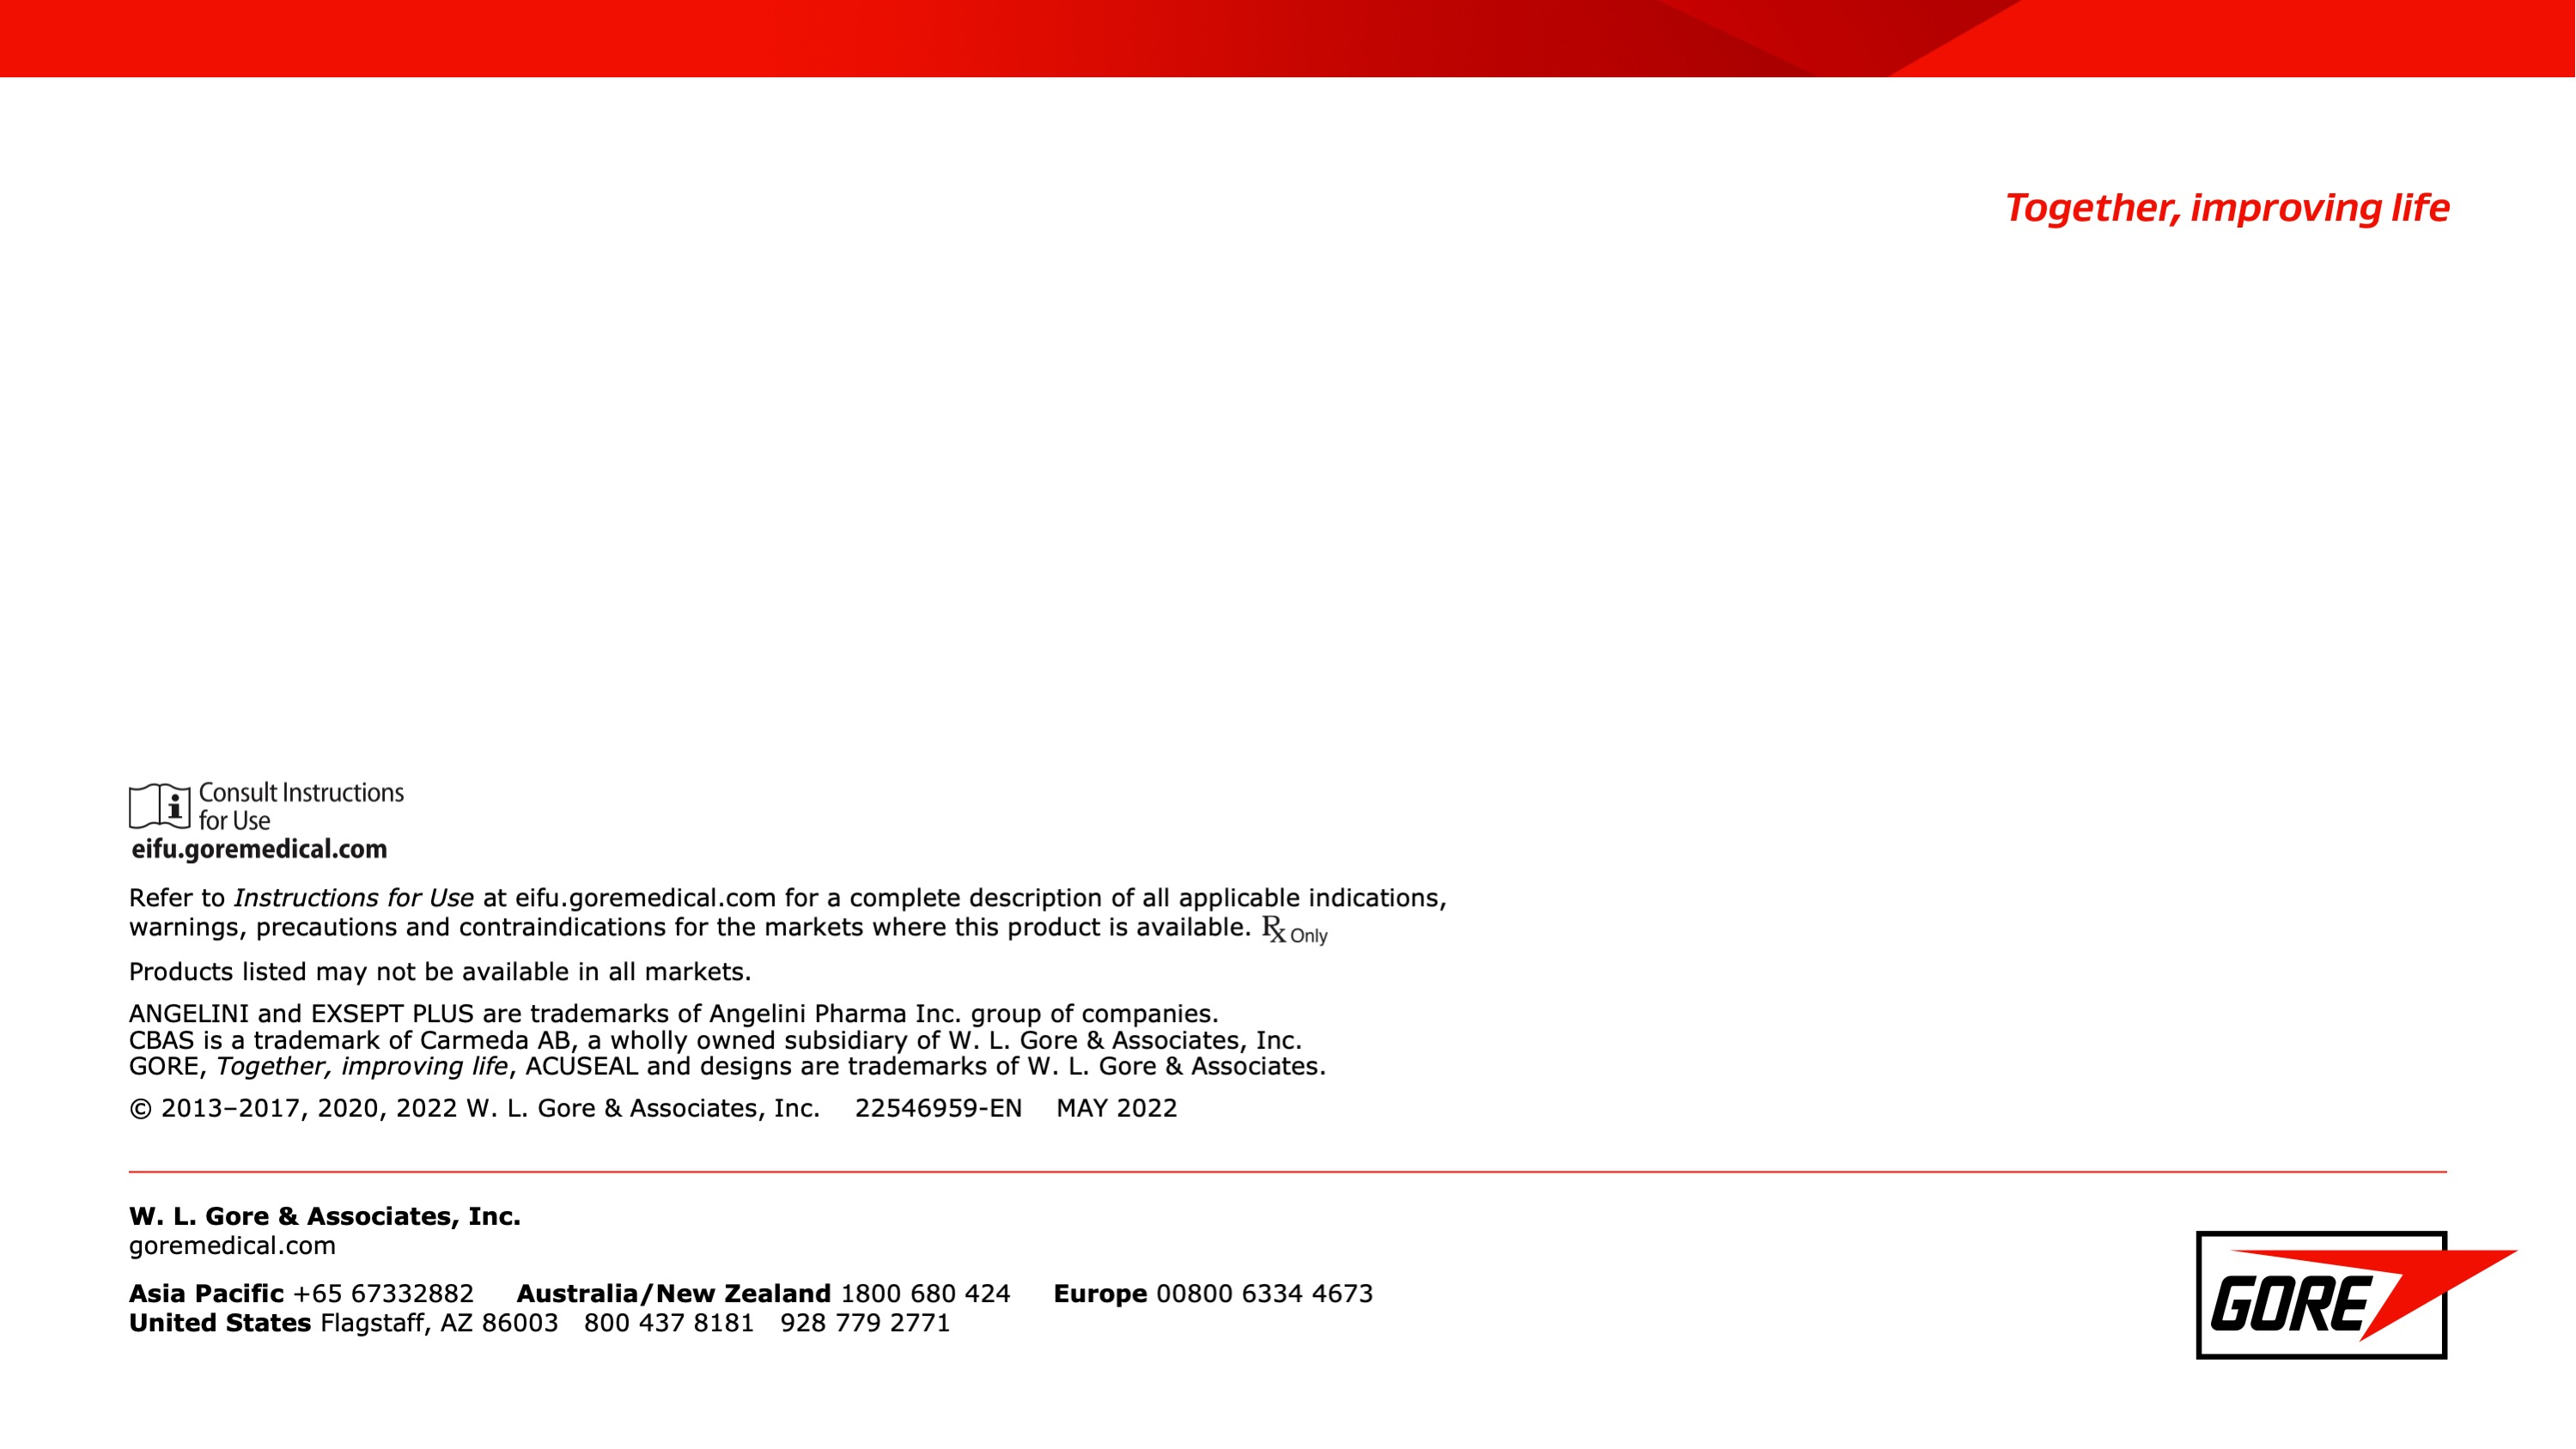 Together, improving life
i
Consult Instructions
for Use
eifu.goremedical.com
Refer to Instructions for Use at eifu.goremedical.com for a complete description of all applicable indications,
warnings, precautions and contraindications for the markets where this product is available. ℞ Only
Products listed may not be available in all markets.
ANGELINI and EXSEPT PLUS are trademarks of Angelini Pharma Inc. group of companies.
CBAS is a trademark of Carmeda AB, a wholly owned subsidiary of W. L. Gore & Associates, Inc.
GORE, Together, improving life, ACUSEAL and designs are trademarks of W. L. Gore & Associates.
© 2013–2017, 2020, 2022 W. L. Gore & Associates, Inc. 22546959-EN MAY 2022
W. L. Gore & Associates, Inc.
goremedical.com
Asia Pacific +65 67332882 Australia/New Zealand 1800 680 424 Europe 00800 6334 4673
United States Flagstaff, AZ 86003 800 437 8181 928 779 2771
GORE